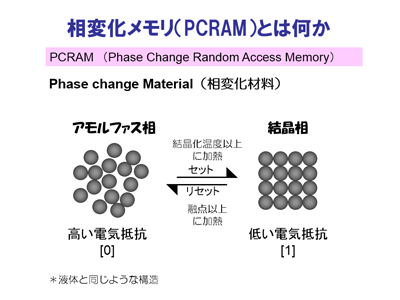 相変化メモリ(PCRAM)とは何か
PCRAM （Phase Change Random Access Memory）
Phase change Material（相変化材料）
アモルファス相
結晶化温度以上
に加熱
セット
リセット
融点以上
に加熱
結晶相
高い電気抵抗
[0]
低い電気抵抗
[1]
＊液体と同じような構造